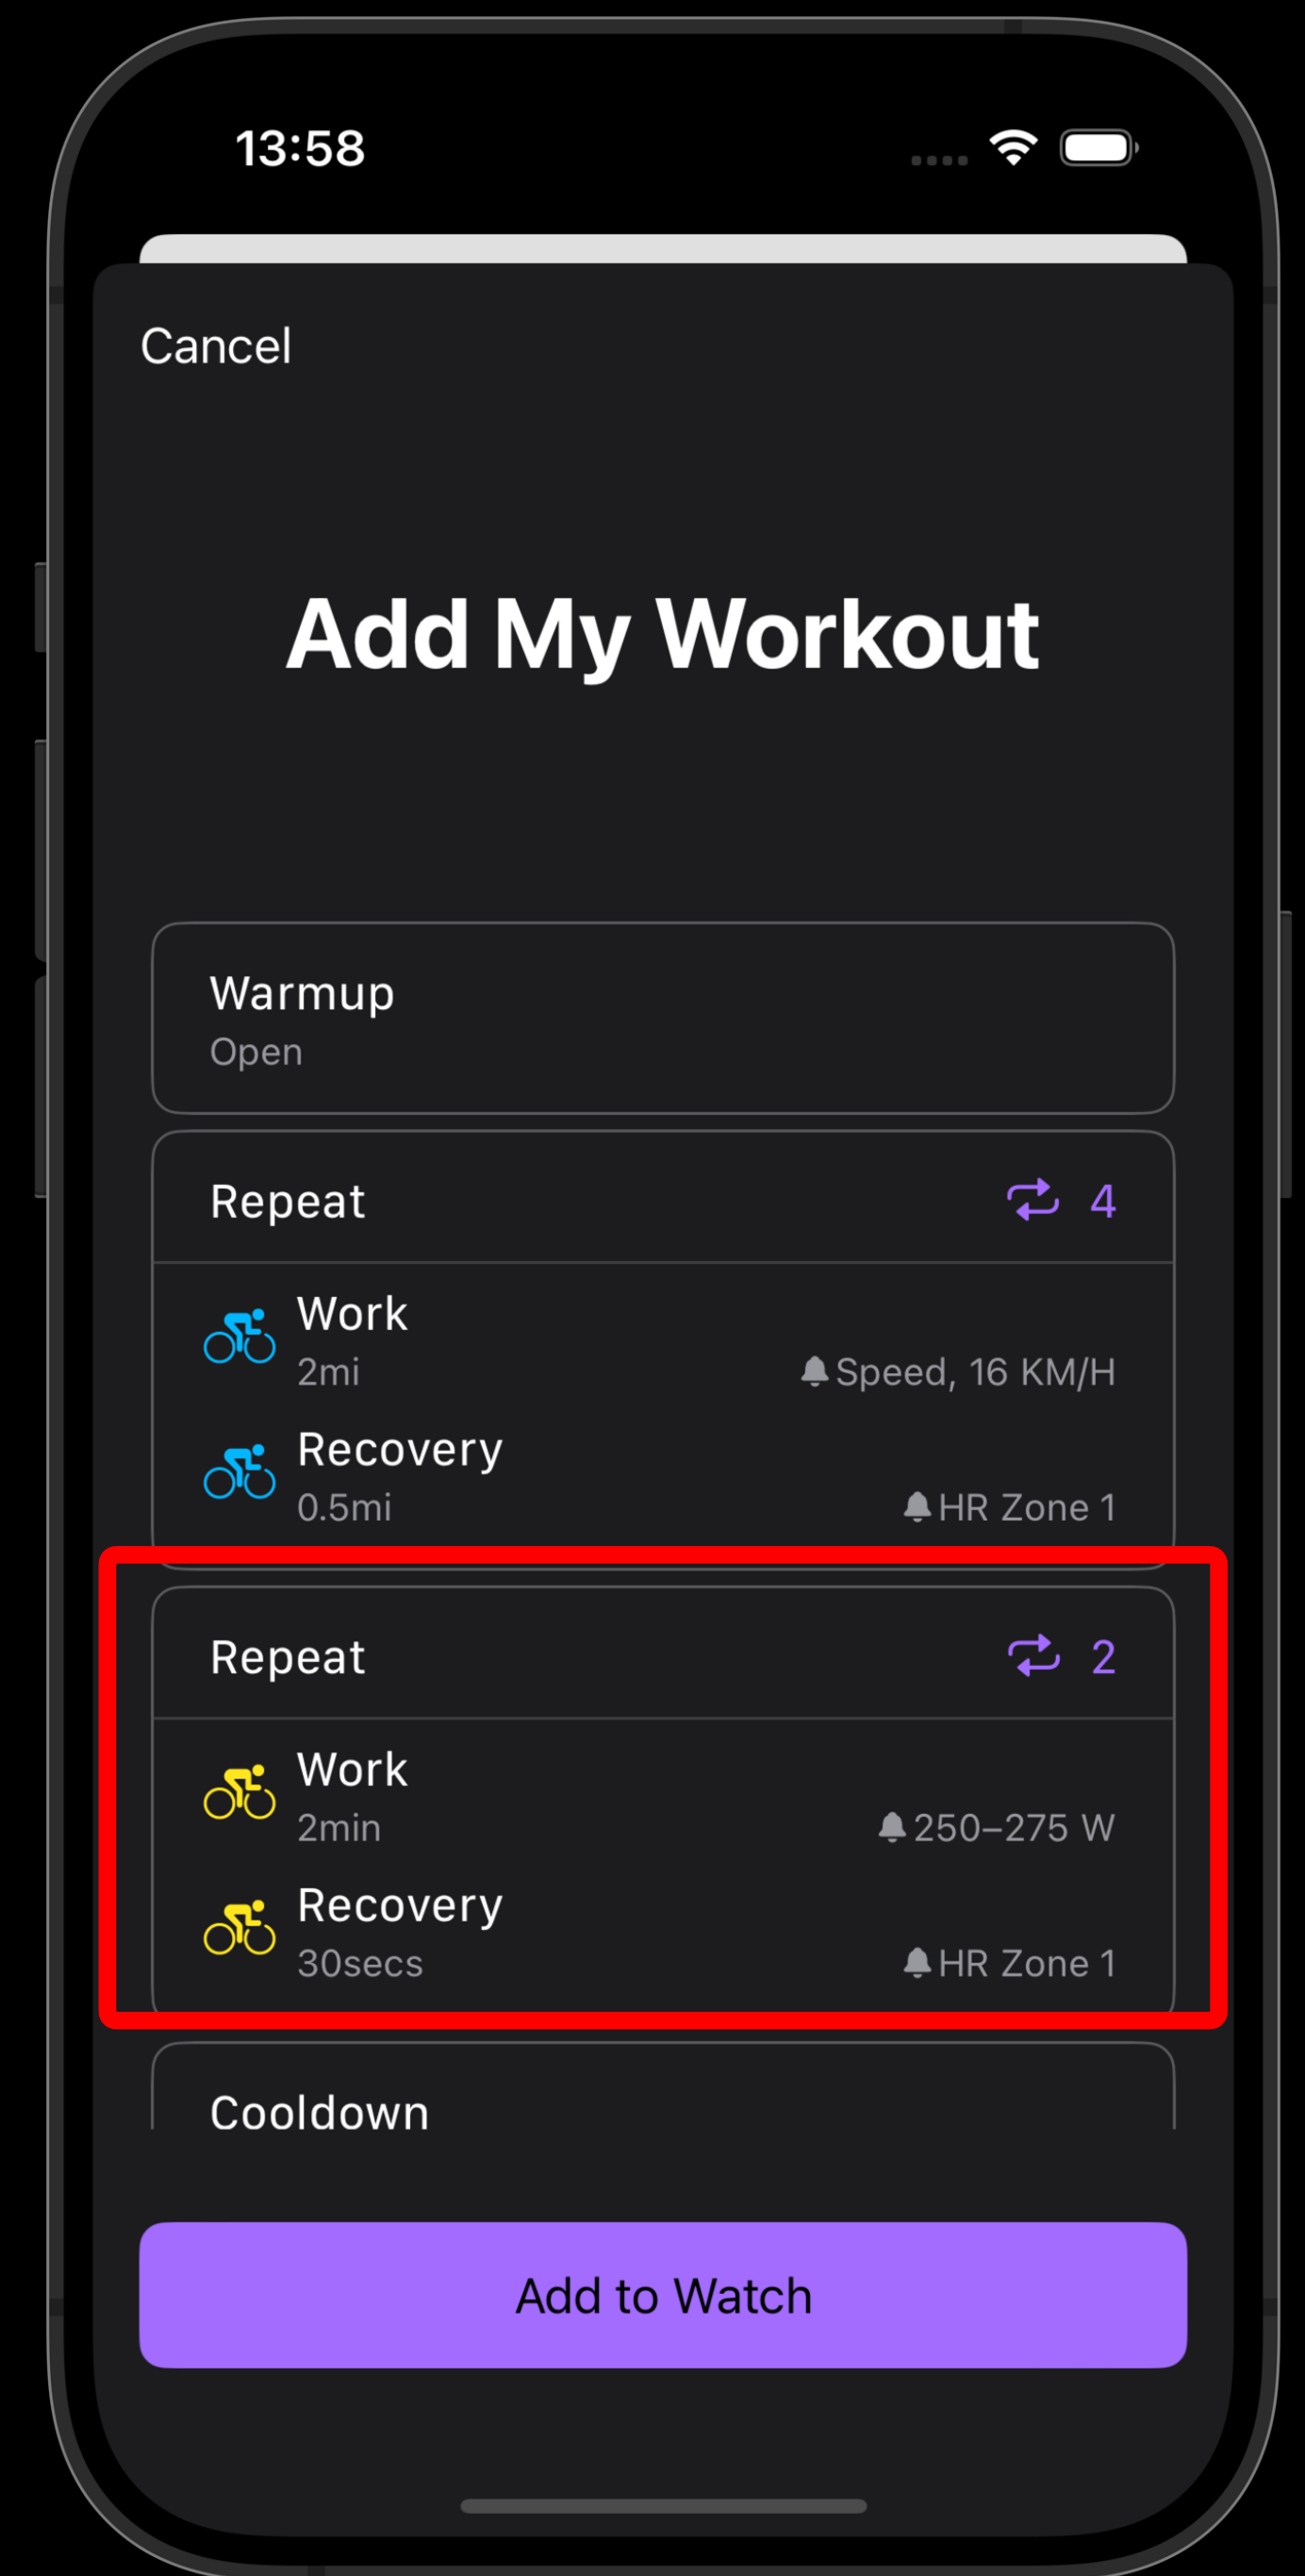 13:58
Cancel
Add My Workout
Warmup
Open
Repeat 4
Work
2mi Speed, 16 KM/H
Recovery
0.5mi HR Zone 1
Repeat 2
Work
2min 250–275 W
Recovery
30secs HR Zone 1
Cooldown
Add to Watch